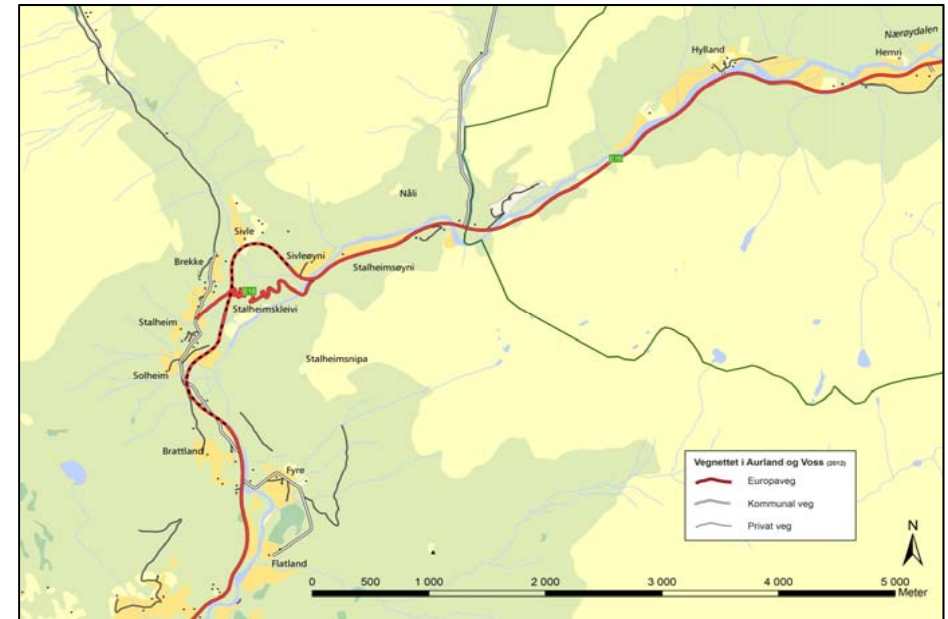 Nærøydalen
Hylland
Hemri
E 16
Nåli
Sivle
Sivleøyni
Brekke
Stalheimsøyni
Stalheimskleivi
Stalheim
Stalheimsnipa
Solheim
Brattland
Fyre
Flatland
Vegnettet i Aurland og Voss (2012)
Europaveg
Kommunal veg
Privat veg
N
0 500 1 000 2 000 3 000 4 000 5 000
Meter